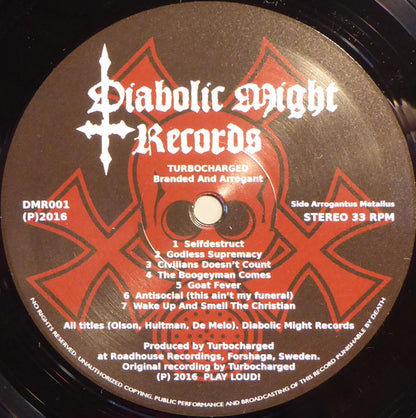 Diabolic Might
Records
TURBOCHARGED
Branded And Arrogant
DMR001
(P)2016
Side Arrogantus Metallus
STEREO 33 RPM
1 Selfdestruct
2 Godless Supremacy
3 Civilians Doesn't Count
4 The Boogeyman Comes
5 Goat Fever
6 Antisocial (this ain't my funeral)
7 Wake Up And Smell The Christian
All titles (Olson, Hultman, De Melo). Diabolic Might Records
Produced by Turbocharged
at Roadhouse Recordings, Forshaga, Sweden.
Original recording by Turbocharged
(P) 2016 PLAY LOUD!
NO RIGHTS RESERVED. UNAUTHORIZED COPYING, PUBLIC PERFORMANCE AND BROADCASTING OF THIS RECORD PUNISHABLE BY DEATH